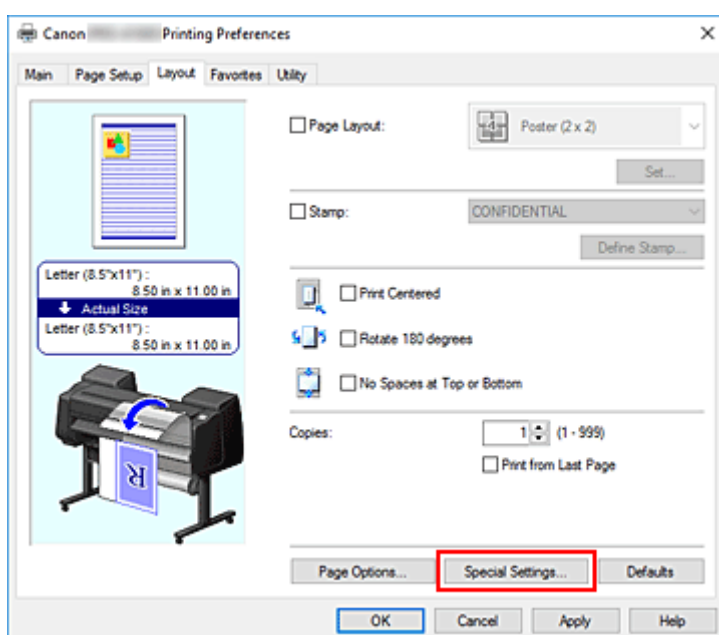 Canon Printing Preferences
Main Page Setup Layout Favorites Utility
Page Layout: Poster (2 x 2)
Set...
Stamp: CONFIDENTIAL
Define Stamp...
Letter (8.5"x11") :
8.50 in x 11.00 in
Actual Size
Letter (8.5"x11") :
8.50 in x 11.00 in
Print Centered
Rotate 180 degrees
No Spaces at Top or Bottom
R
Copies: 1 (1 - 999)
Print from Last Page
Page Options... Special Settings... Defaults
OK Cancel Apply Help